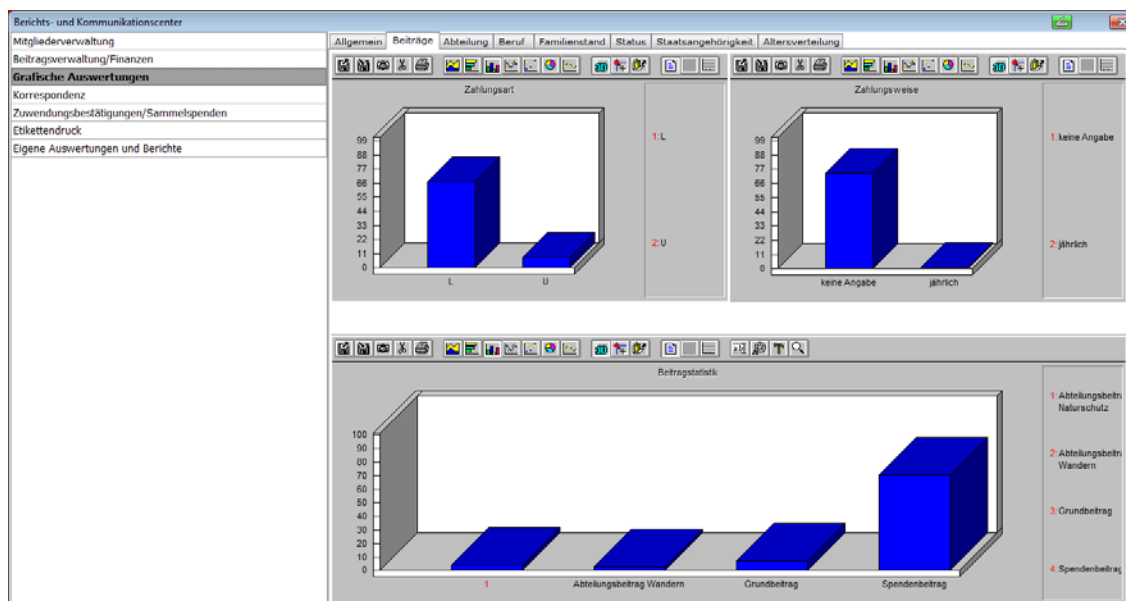 Berichts- und Kommunikationscenter
Mitgliederverwaltung
Beitragsverwaltung/Finanzen
Grafische Auswertungen
Korrespondenz
Zuwendungsbestätigungen/Sammelspenden
Etikettendruck
Eigene Auswertungen und Berichte
Allgemein Beiträge Abteilung Beruf Familienstand Status Staatsangehörigkeit Altersverteilung
Zahlungsart
99
88
77
66
55
44
33
22
11
0
L U
1: L
2: U
Zahlungsweise
99
88
77
66
55
44
33
22
11
0
keine Angabe jährlich
1: keine Angabe
2: jährlich
Beitragstatistik
100
90
80
70
60
50
40
30
20
10
0
1 Abteilungsbeitrag Wandern Grundbeitrag Spendenbeitrag
1: Abteilungsbeitra
Naturschutz
2: Abteilungsbeitra
Wandern
3: Grundbeitrag
4: Spendenbeitrag